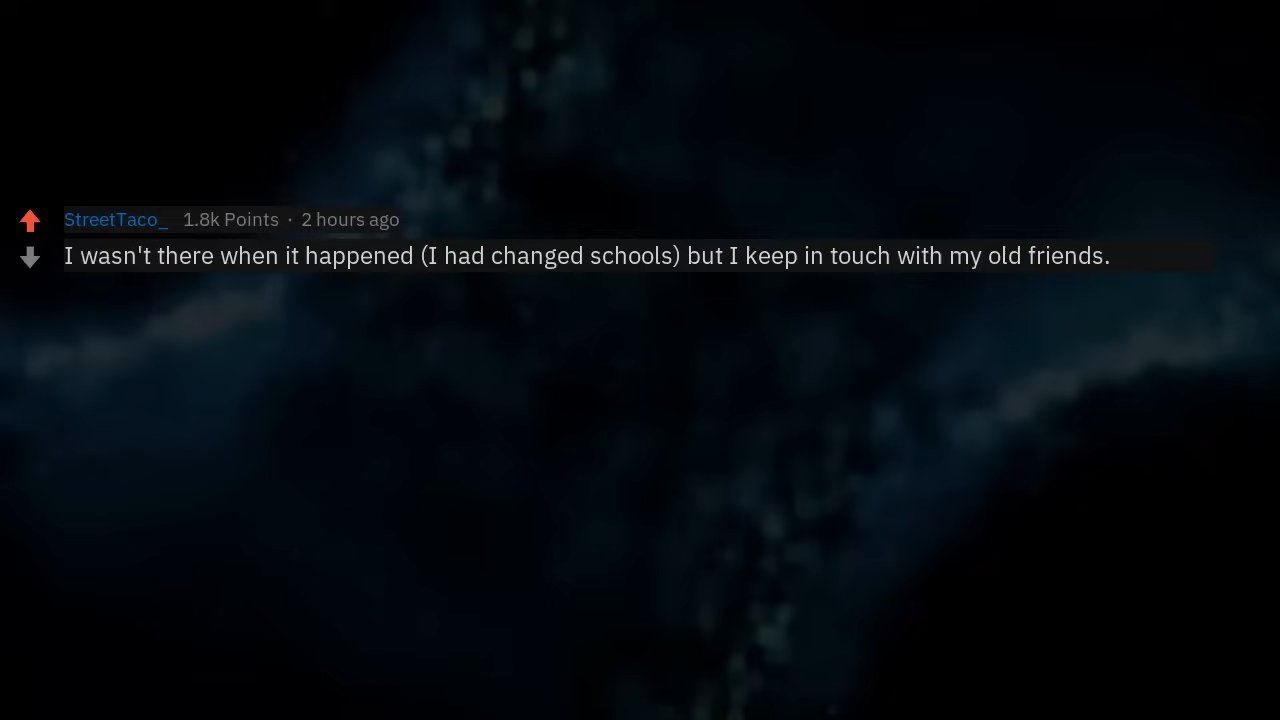 StreetTaco_ 1.8k Points · 2 hours ago
I wasn't there when it happened (I had changed schools) but I keep in touch with my old friends.